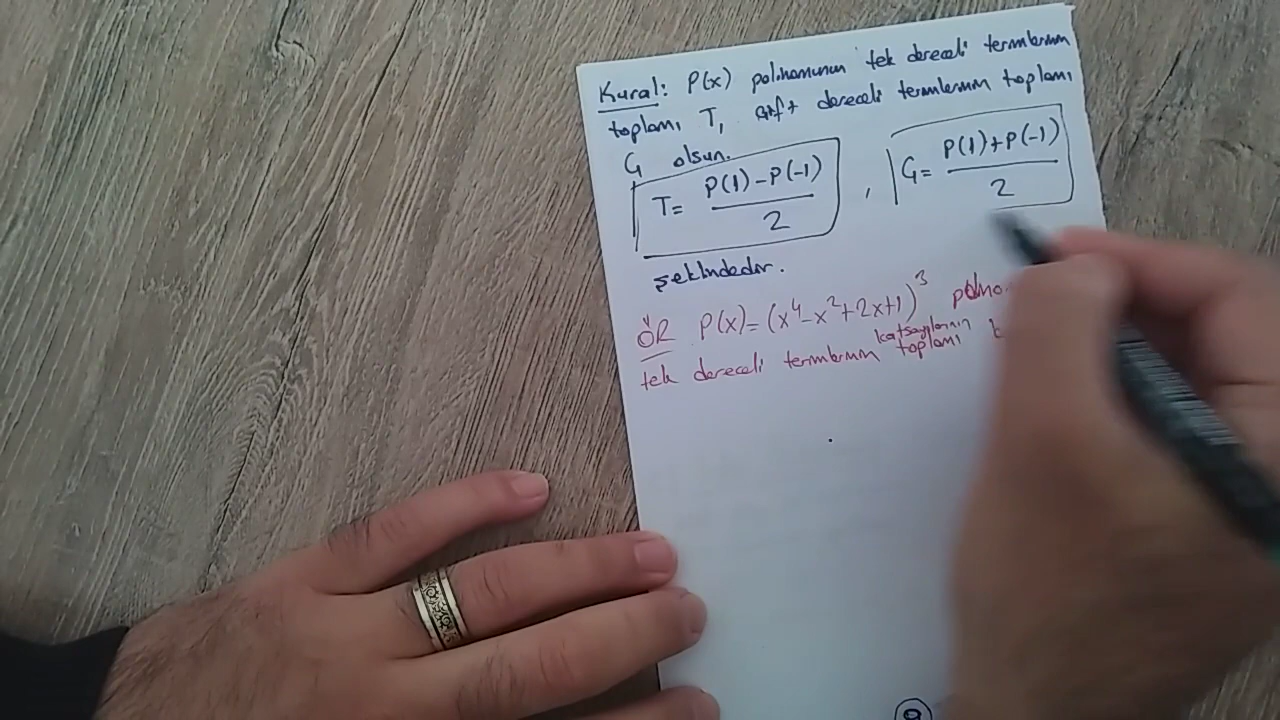 Kural: P(x) polinomunun tek dereceli terimlerinin
toplamı T, çift dereceli terimlerinin toplamı
Ç olsun.
T= P(1)-P(-1) / 2 , Ç= P(1)+P(-1) / 2
şeklindedir.
ÖR P(x)=(x⁴-x²+2x+1)³
katsayılarının
tek dereceli terimlerinin toplamı